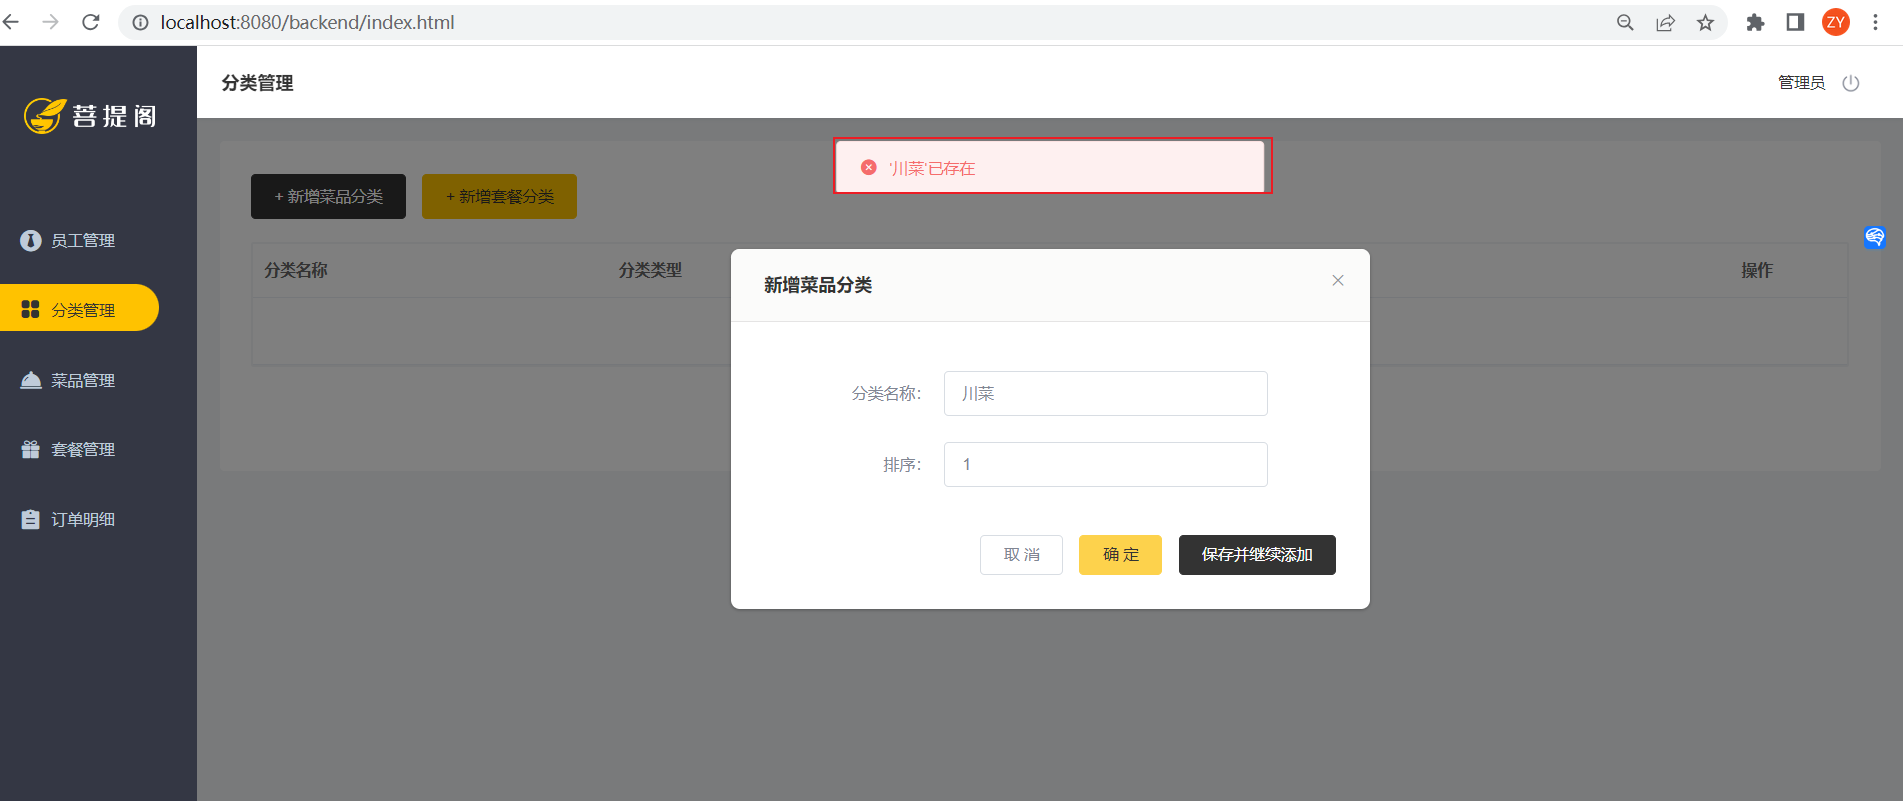 localhost:8080/backend/index.html
ZY
菩提阁
分类管理
管理员
'川菜'已存在
+ 新增菜品分类
+ 新增套餐分类
员工管理
分类管理
菜品管理
套餐管理
订单明细
分类名称
分类类型
操作
新增菜品分类
分类名称:
川菜
排序:
1
取 消
确 定
保存并继续添加